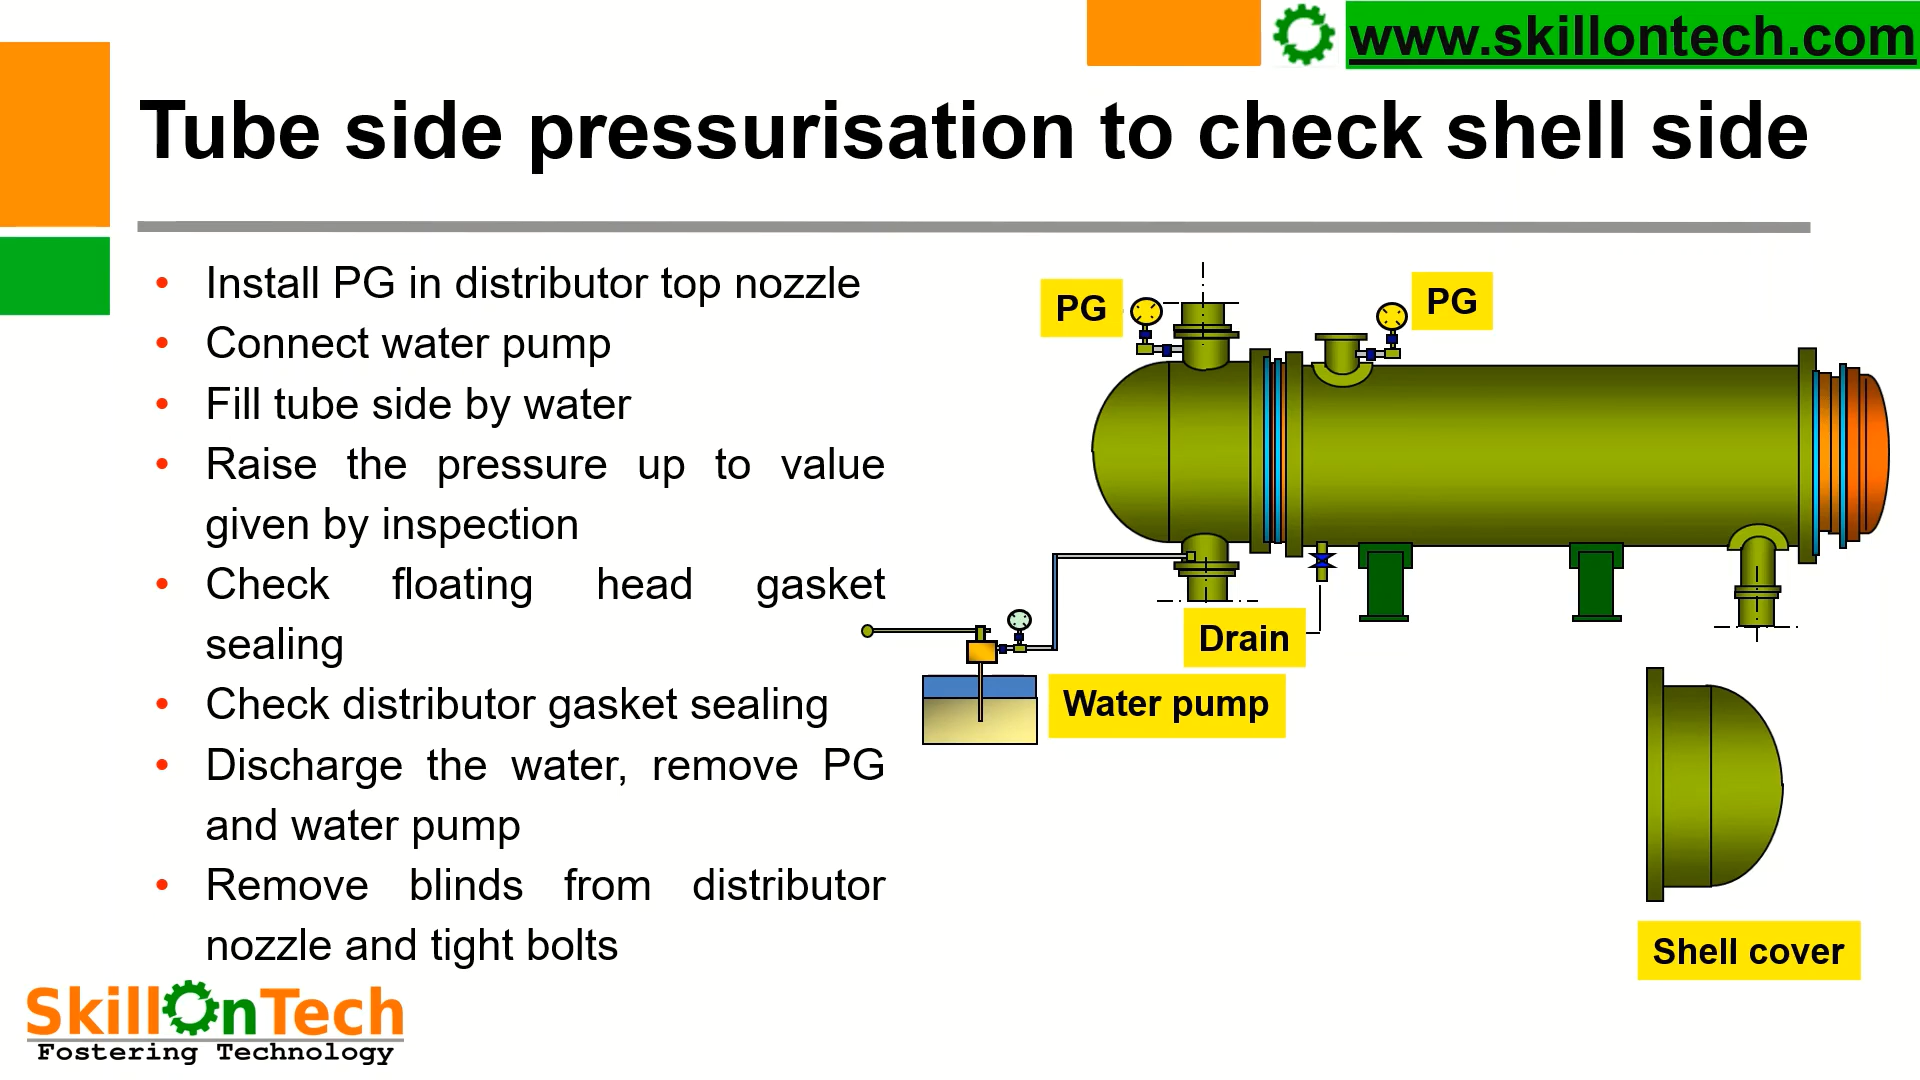 www.skillontech.com
Tube side pressurisation to check shell side
• Install PG in distributor top nozzle
• Connect water pump
• Fill tube side by water
• Raise the pressure up to value
given by inspection
• Check floating head gasket
sealing
• Check distributor gasket sealing
• Discharge the water, remove PG
and water pump
• Remove blinds from distributor
nozzle and tight bolts
PG
PG
Drain
Water pump
Shell cover
SkillOnTech
Fostering Technology